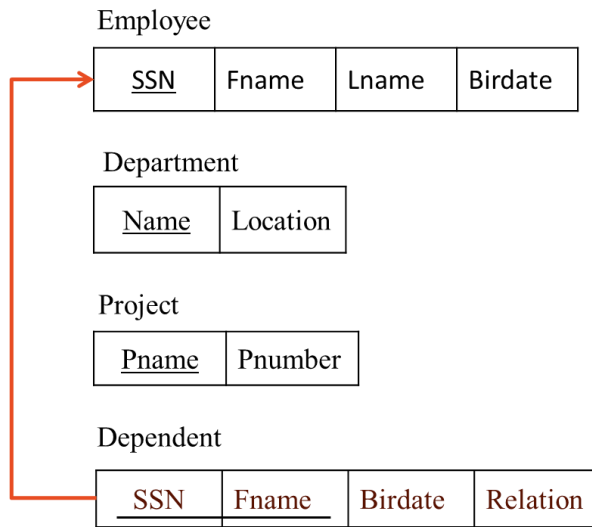 Employee
SSN Fname Lname Birdate
Department
Name Location
Project
Pname Pnumber
Dependent
SSN Fname Birdate Relation